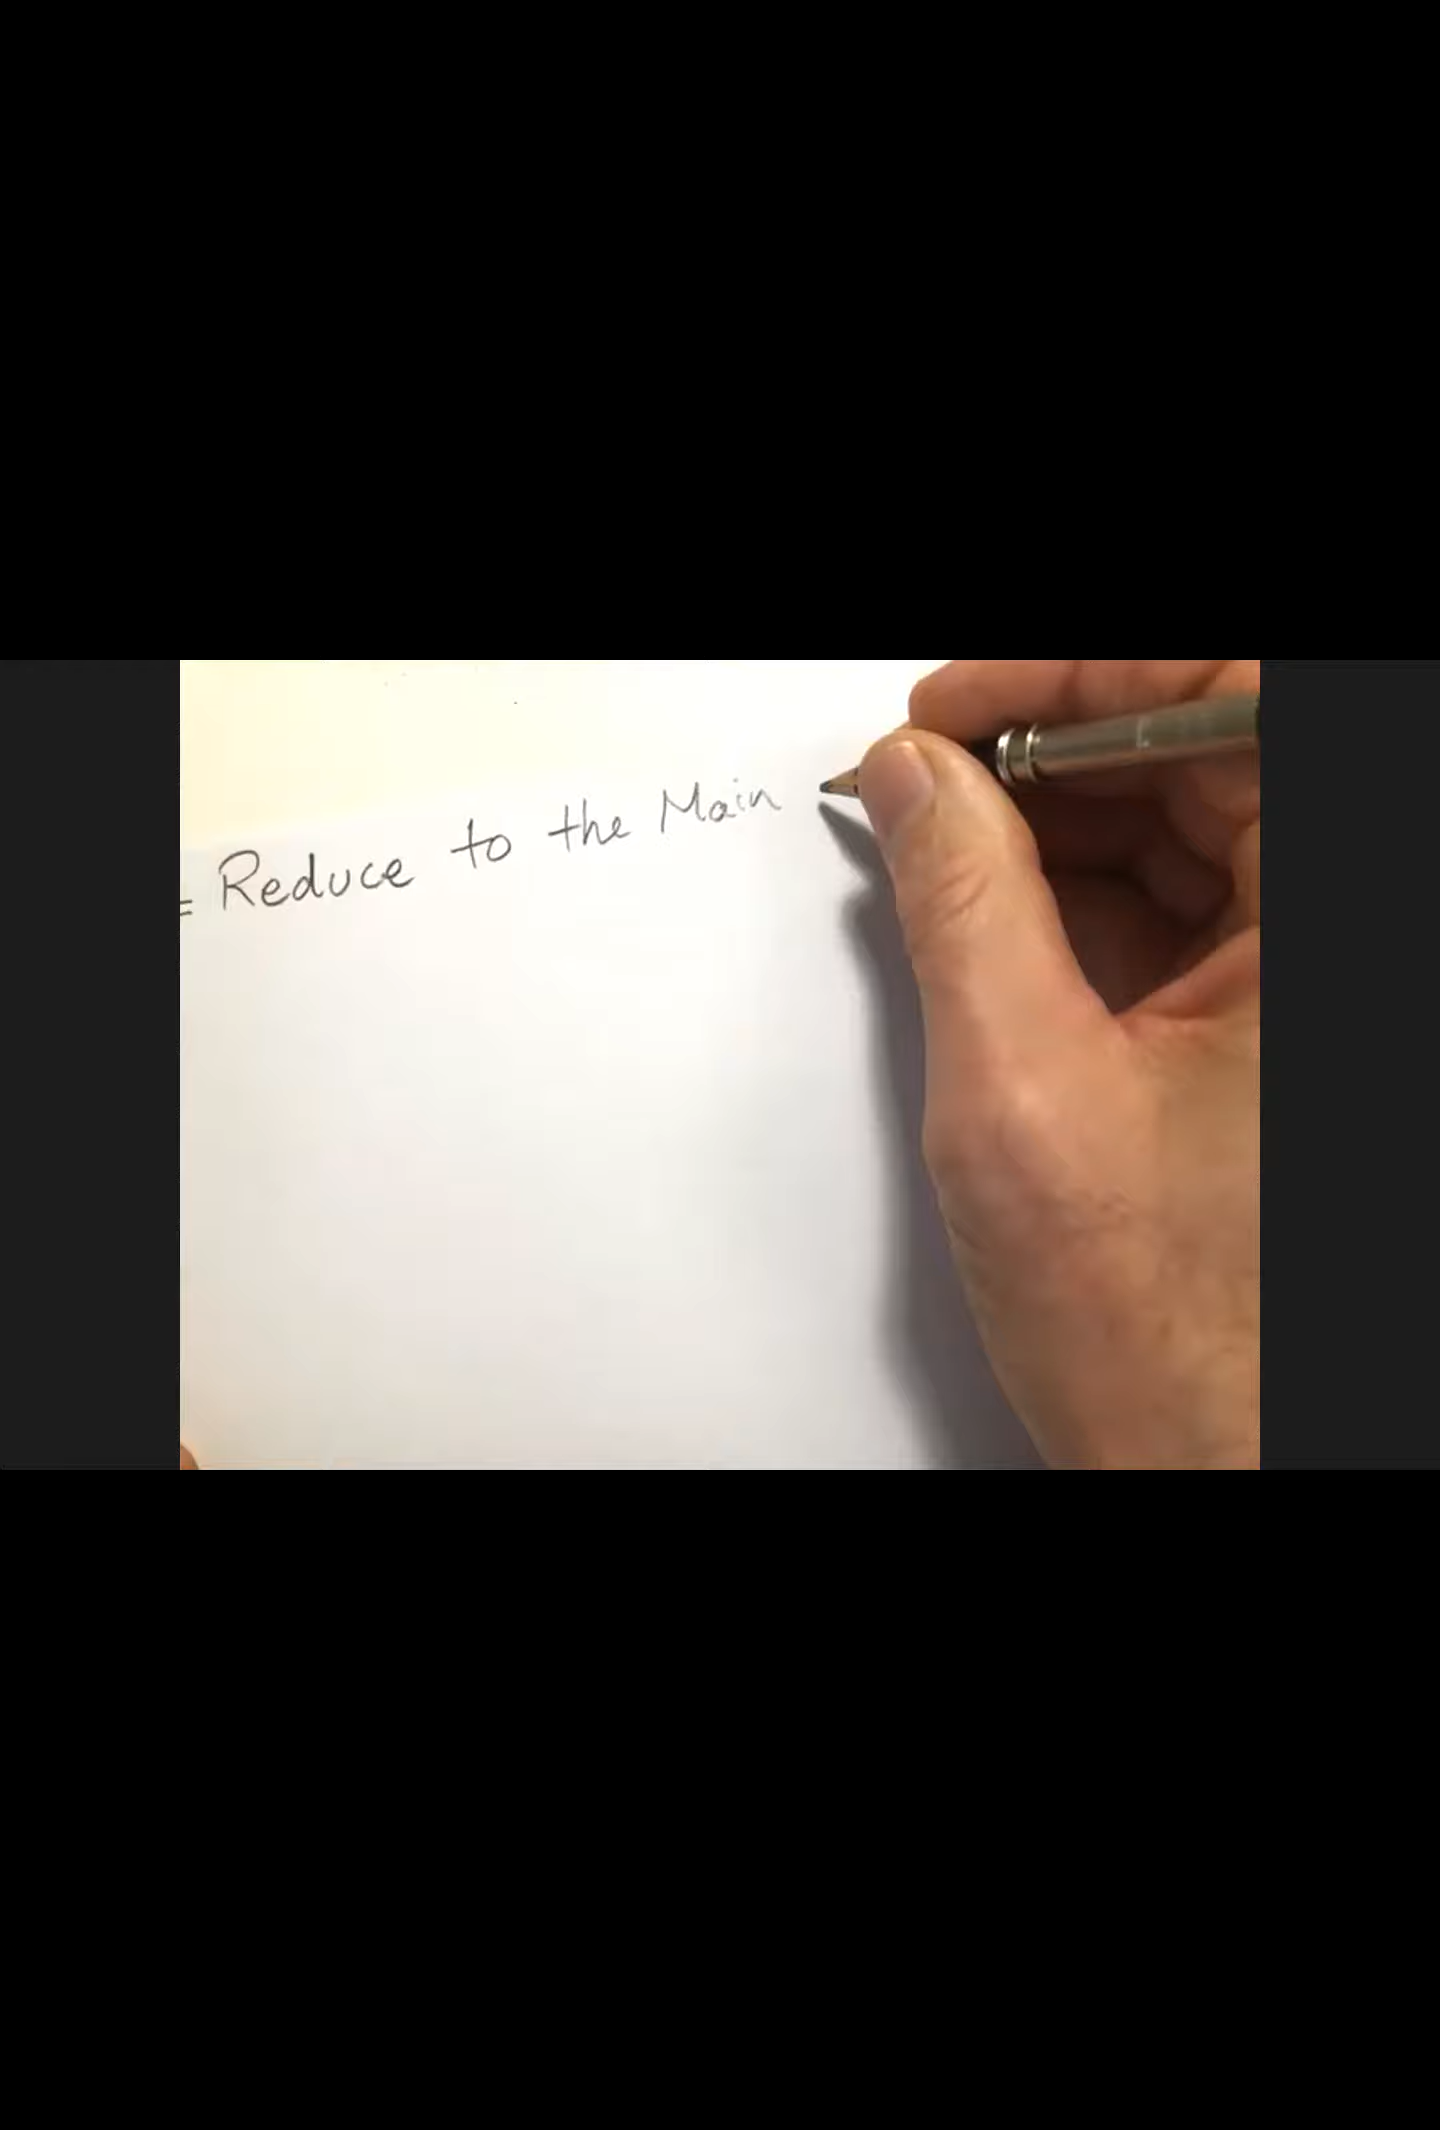 = Reduce to the Main